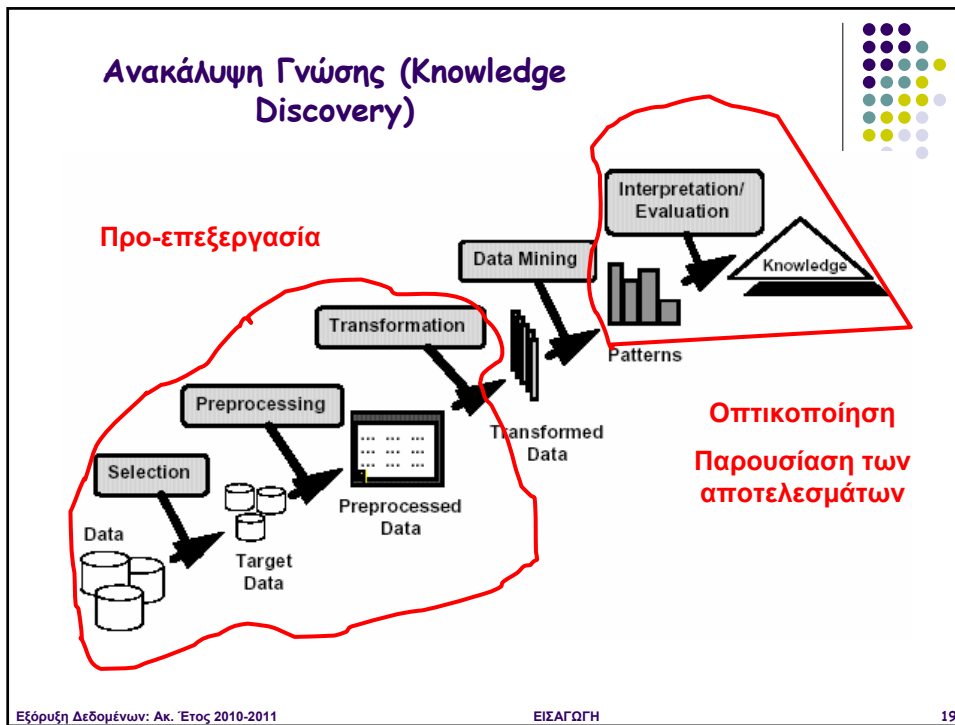 Ανακάλυψη Γνώσης (Knowledge
Discovery)
Προ-επεξεργασία
Interpretation/
Evaluation
Data Mining
Knowledge
Transformation
Patterns
Preprocessing
Transformed
Data
Οπτικοποίηση
Παρουσίαση των
αποτελεσμάτων
Selection
Preprocessed
Data
Data
Target
Data
Εξόρυξη Δεδομένων: Ακ. Έτος 2010-2011
ΕΙΣΑΓΩΓΗ
19